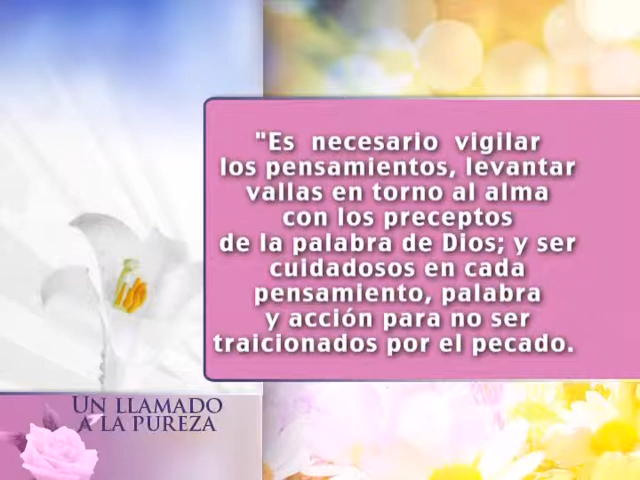 "Es necesario vigilar
los pensamientos, levantar
vallas en torno al alma
con los preceptos
de la palabra de Dios; y ser
cuidadosos en cada
pensamiento, palabra
y acción para no ser
traicionados por el pecado.
UN LLAMADO
A LA PUREZA